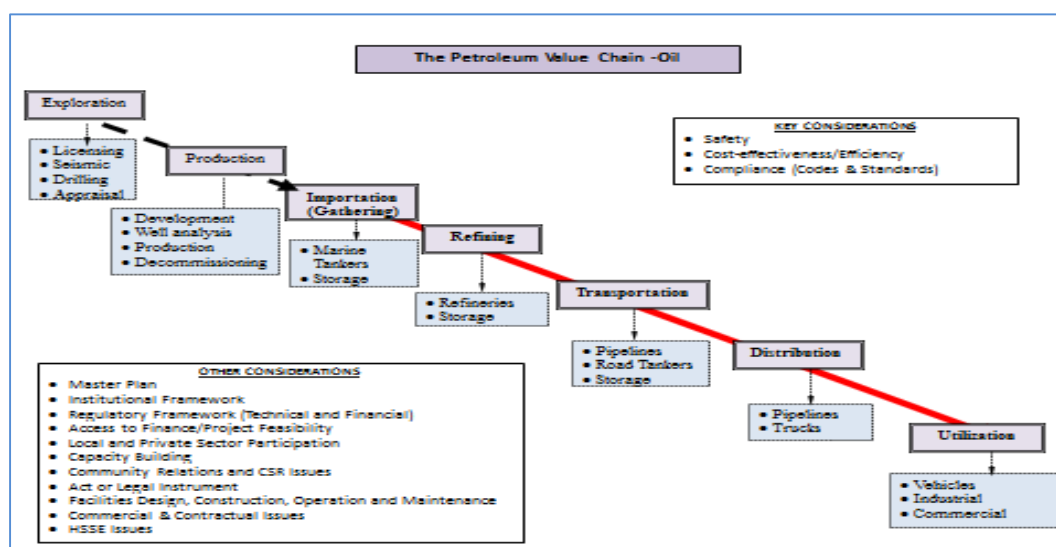 The Petroleum Value Chain -Oil
Exploration
• Licensing
• Seismic
• Drilling
• Appraisal
Production
• Development
• Well analysis
• Production
• Decommissioning
Importation
(Gathering)
• Marine
Tankers
• Storage
Refining
• Refineries
• Storage
Transportation
• Pipelines
• Road Tankers
• Storage
Distribution
• Pipelines
• Trucks
Utilization
• Vehicles
• Industrial
• Commercial
KEY CONSIDERATIONS
• Safety
• Cost-effectiveness/Efficiency
• Compliance (Codes & Standards)
OTHER CONSIDERATIONS
• Master Plan
• Institutional Framework
• Regulatory Framework (Technical and Financial)
• Access to Finance/Project Feasibility
• Local and Private Sector Participation
• Capacity Building
• Community Relations and CSR Issues
• Act or Legal Instrument
• Facilities Design, Construction, Operation and Maintenance
• Commercial & Contractual Issues
• HSSE Issues